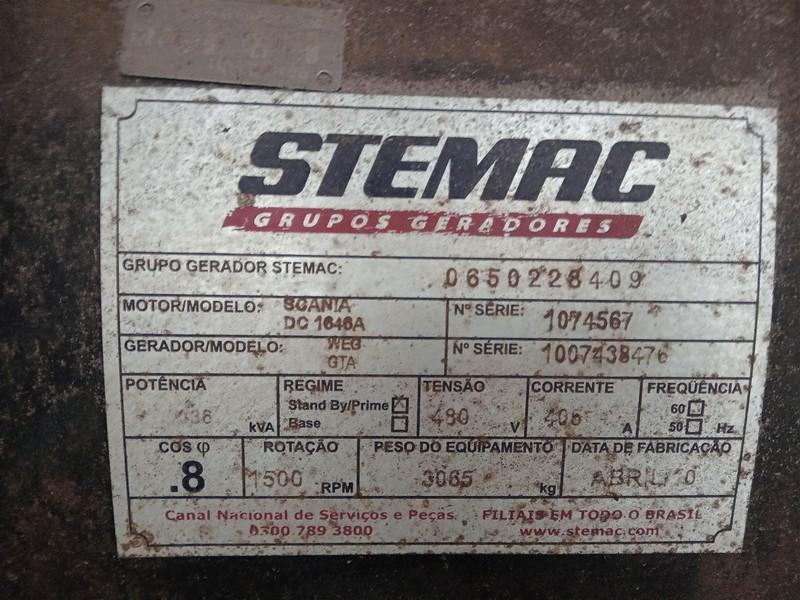 STEMAC
GRUPOS GERADORES
GRUPO GERADOR STEMAC: 0650228409
MOTOR/MODELO: SCANIA DC 1646A Nº SÉRIE: 1074567
GERADOR/MODELO: WEG GTA Nº SÉRIE: 1007438476
POTÊNCIA REGIME TENSÃO CORRENTE FREQÜÊNCIA
Stand By/Prime 60
kVA Base 480 V A 50 Hz
COS φ ROTAÇÃO PESO DO EQUIPAMENTO DATA DE FABRICAÇÃO
.8 1500 RPM 3065 kg
Canal Nacional de Serviços e Peças FILIAIS EM TODO O BRASIL
0300 789 3800 www.stemac.com